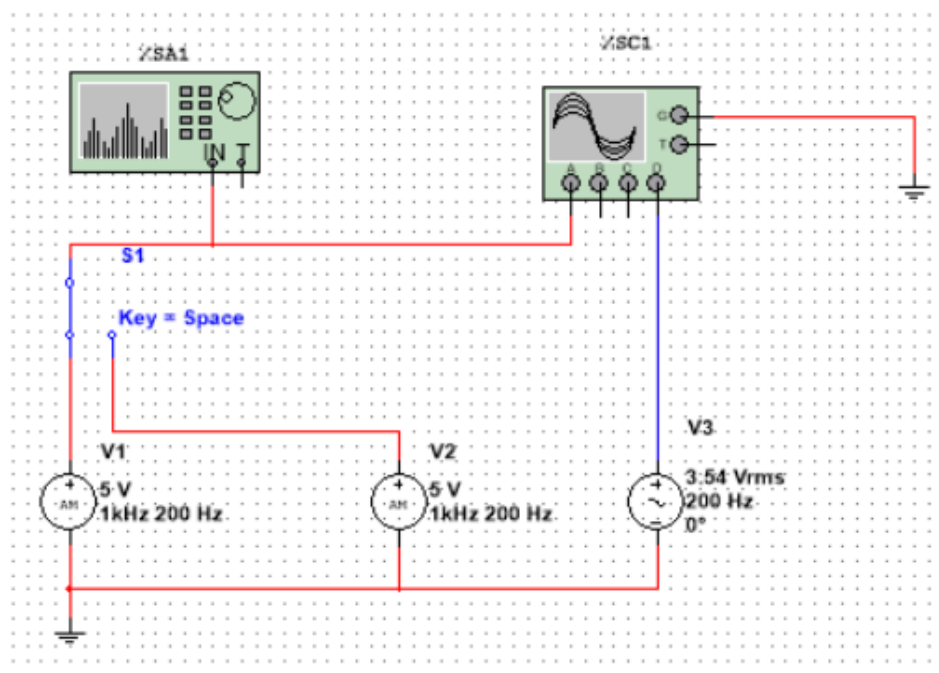 XSA1
XSC1
IN T
G
T
A B C D
S1
Key = Space
V1
5 V
1kHz 200 Hz
AM
V2
5 V
1kHz 200 Hz
AM
V3
3.54 Vrms
200 Hz
0°